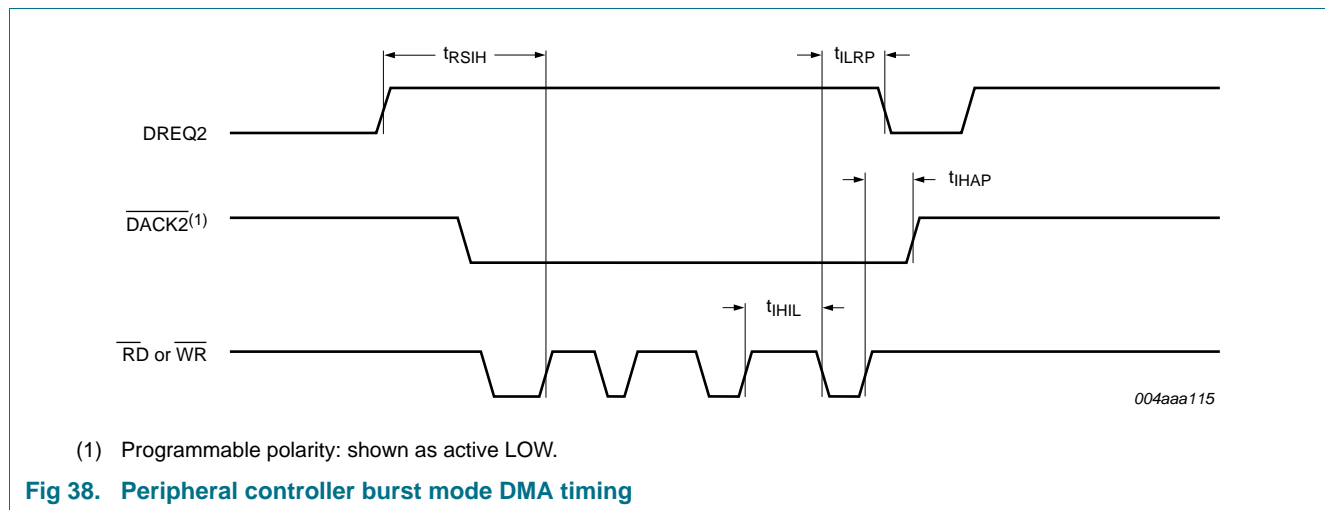 tRSIH
tILRP
DREQ2
tIHAP
DACK2(1)
tIHIL
RD or WR
004aaa115
(1) Programmable polarity: shown as active LOW.
Fig 38. Peripheral controller burst mode DMA timing